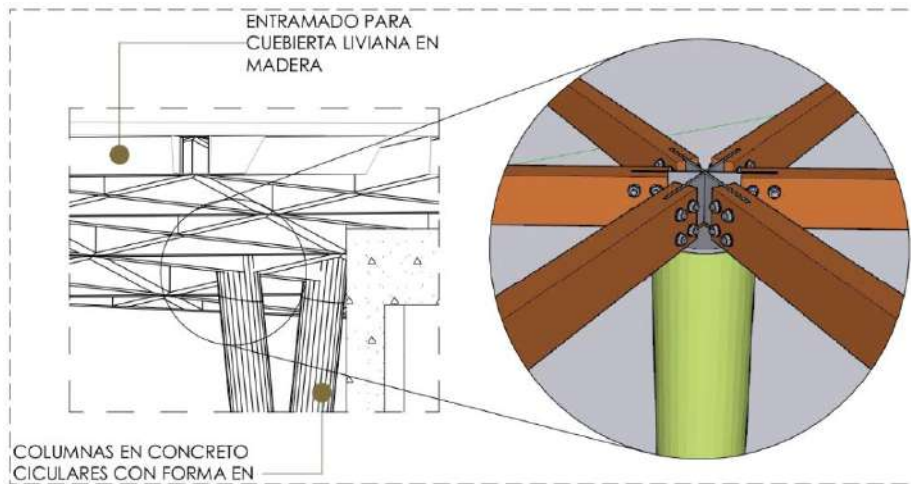 ENTRAMADO PARA
CUEBIERTA LIVIANA EN
MADERA
COLUMNAS EN CONCRETO
CICULARES CON FORMA EN